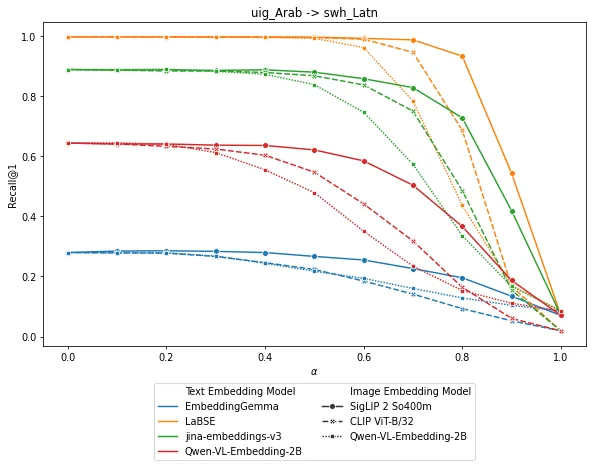 uig_Arab -> swh_Latn
1.0
0.8
0.6
0.4
0.2
0.0
Recall@1
0.0 0.2 0.4 0.6 0.8 1.0
α
Text Embedding Model
EmbeddingGemma
LaBSE
jina-embeddings-v3
Qwen-VL-Embedding-2B
Image Embedding Model
SigLIP 2 So400m
CLIP ViT-B/32
Qwen-VL-Embedding-2B